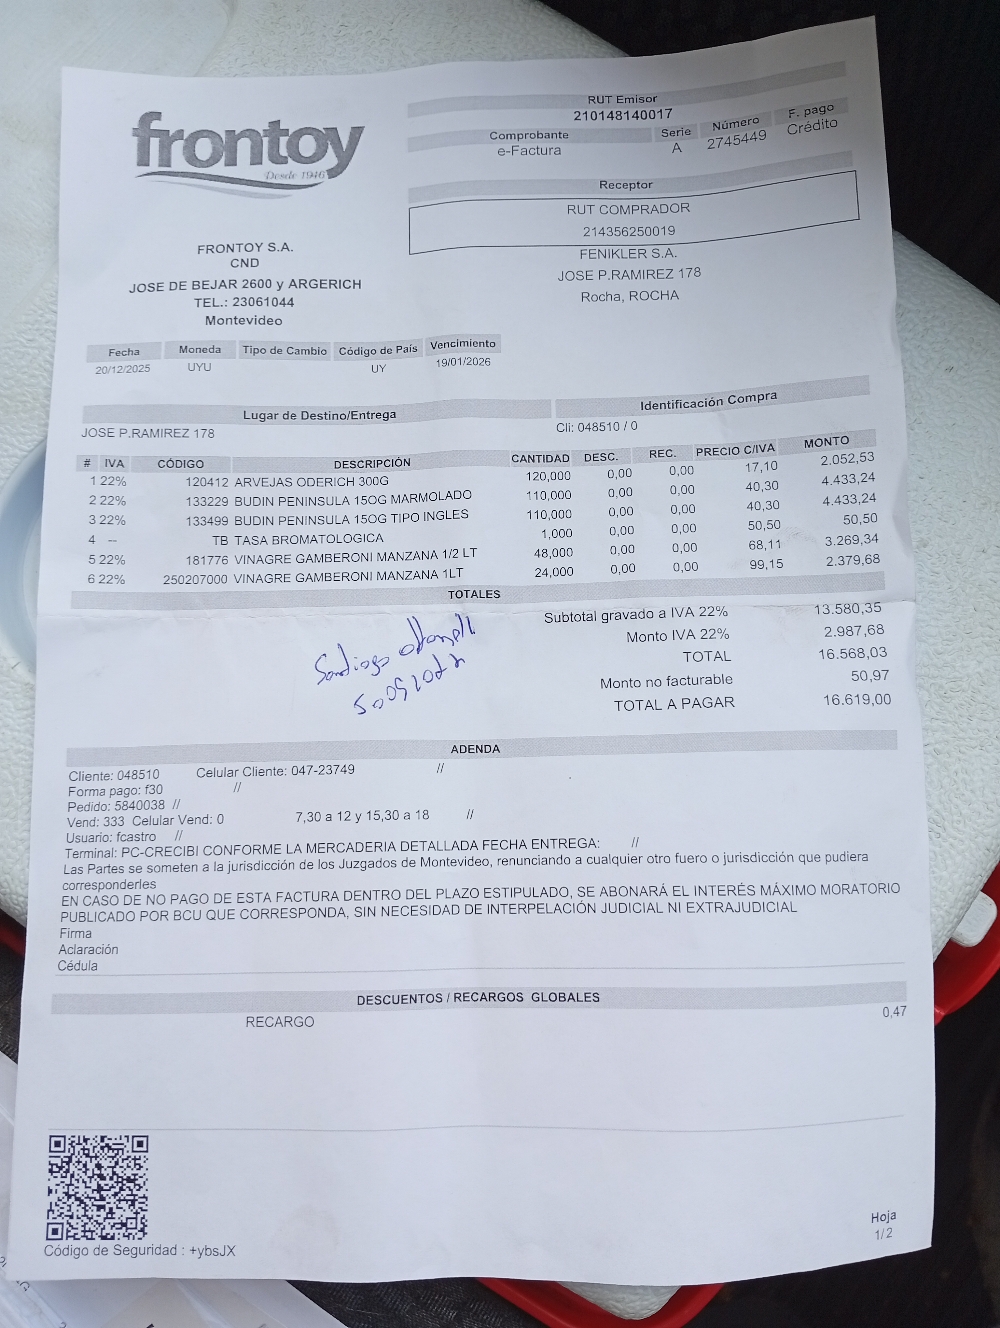 frontoy
Desde 1946
RUT Emisor
210148140017
Comprobante Serie Número F. pago
e-Factura A 2745449 Crédito
Receptor
RUT COMPRADOR
214356250019
FENIKLER S.A.
JOSE P.RAMIREZ 178
Rocha, ROCHA
FRONTOY S.A.
CND
JOSE DE BEJAR 2600 y ARGERICH
TEL.: 23061044
Montevideo
Fecha Moneda Tipo de Cambio Código de País Vencimiento
20/12/2025 UYU UY 19/01/2026
Lugar de Destino/Entrega Identificación Compra
JOSE P.RAMIREZ 178 Cli: 048510 / 0
# IVA CÓDIGO DESCRIPCIÓN CANTIDAD DESC. REC. PRECIO C/IVA MONTO
1 22% 120412 ARVEJAS ODERICH 300G 120,000 0,00 0,00 17,10 2.052,53
2 22% 133229 BUDIN PENINSULA 15OG MARMOLADO 110,000 0,00 0,00 40,30 4.433,24
3 22% 133499 BUDIN PENINSULA 15OG TIPO INGLES 110,000 0,00 0,00 40,30 4.433,24
4 -- TB TASA BROMATOLOGICA 1,000 0,00 0,00 50,50 50,50
5 22% 181776 VINAGRE GAMBERONI MANZANA 1/2 LT 48,000 0,00 0,00 68,11 3.269,34
6 22% 250207000 VINAGRE GAMBERONI MANZANA 1LT 24,000 0,00 0,00 99,15 2.379,68
TOTALES
Subtotal gravado a IVA 22% 13.580,35
Monto IVA 22% 2.987,68
TOTAL 16.568,03
Monto no facturable 50,97
TOTAL A PAGAR 16.619,00
Santiago
ADENDA
Cliente: 048510 Celular Cliente: 047-23749 //
Forma pago: f30 //
Pedido: 5840038 //
Vend: 333 Celular Vend: 0 7,30 a 12 y 15,30 a 18 //
Usuario: fcastro //
Terminal: PC-CRECIBI CONFORME LA MERCADERIA DETALLADA FECHA ENTREGA: //
Las Partes se someten a la jurisdicción de los Juzgados de Montevideo, renunciando a cualquier otro fuero o jurisdicción que pudiera
corresponderles
EN CASO DE NO PAGO DE ESTA FACTURA DENTRO DEL PLAZO ESTIPULADO, SE ABONARÁ EL INTERÉS MÁXIMO MORATORIO
PUBLICADO POR BCU QUE CORRESPONDA, SIN NECESIDAD DE INTERPELACIÓN JUDICIAL NI EXTRAJUDICIAL
Firma
Aclaración
Cédula
DESCUENTOS / RECARGOS GLOBALES
RECARGO 0,47
Código de Seguridad : +ybsJX
Hoja
1/2